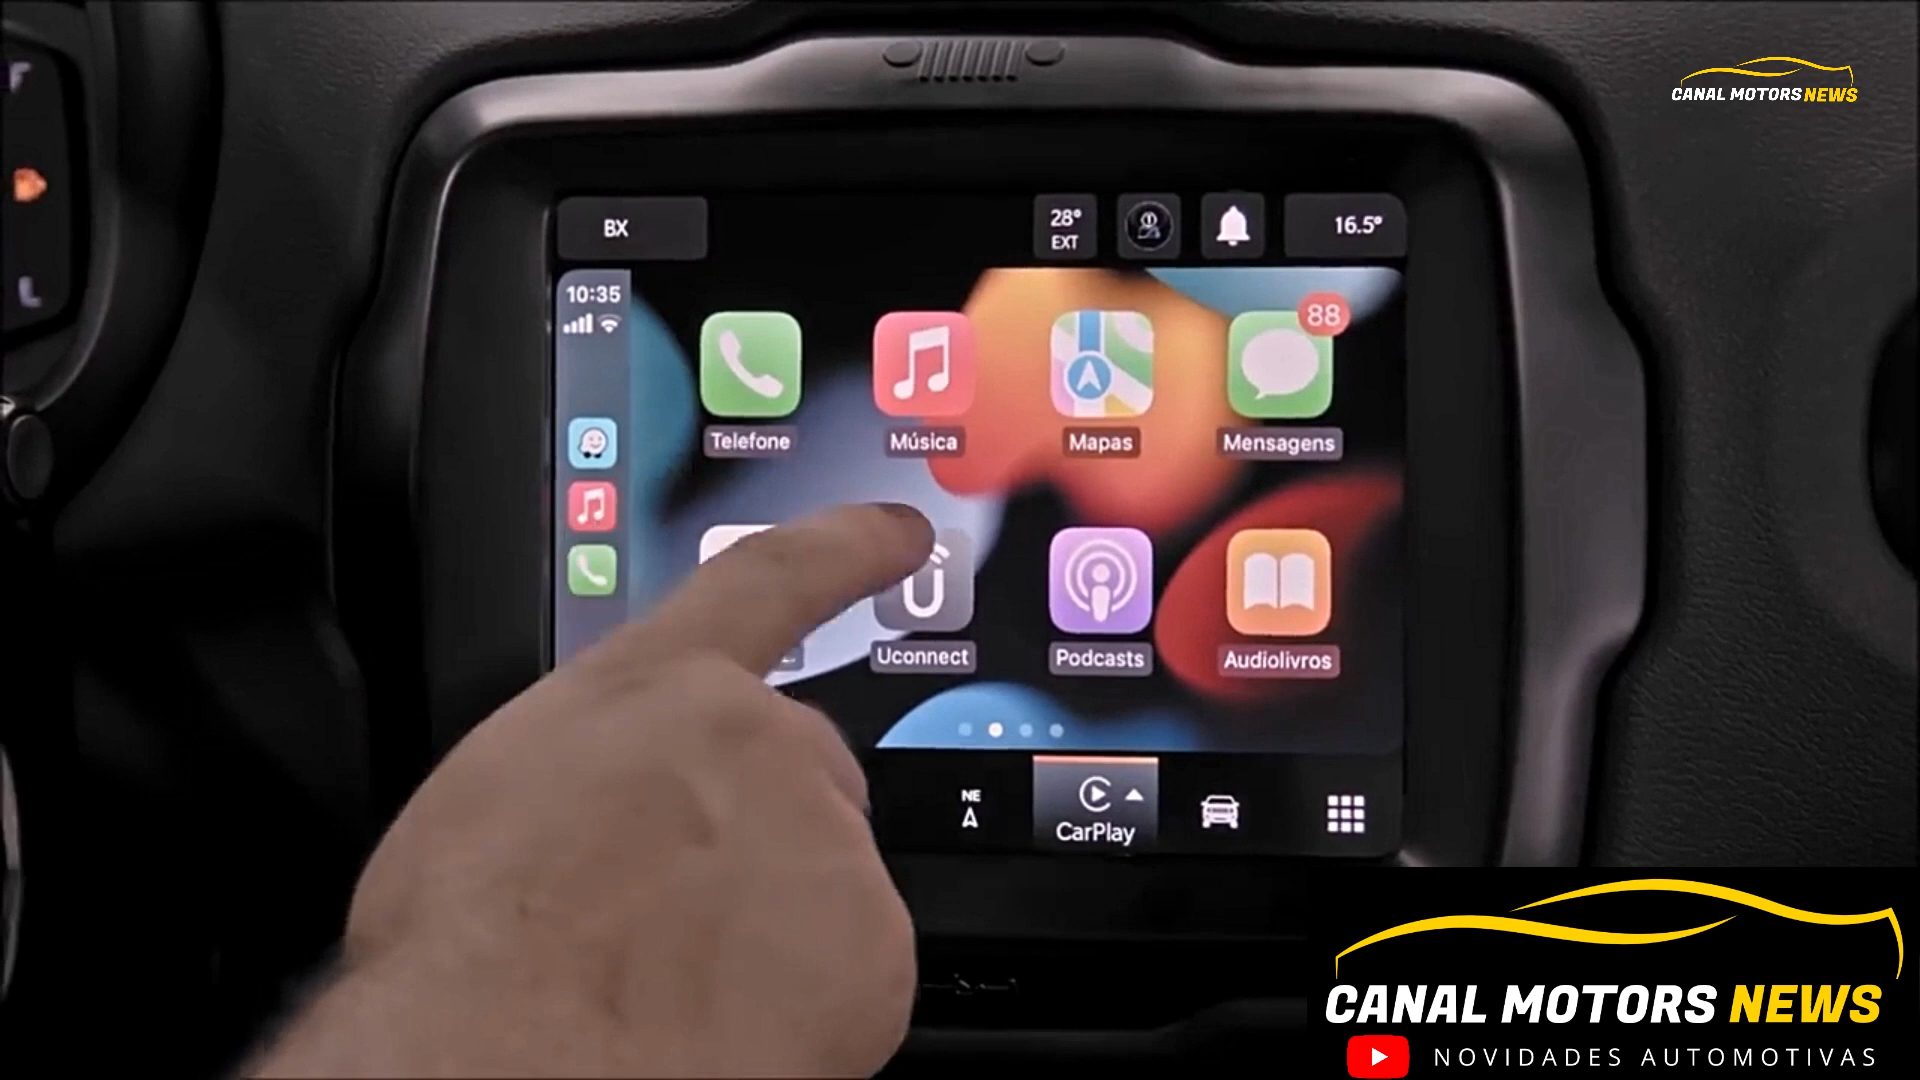 F
CANAL MOTORS NEWS
BX
28°
EXT
16.5°
10:35
88
Telefone
Música
Mapas
Mensagens
Uconnect
Podcasts
Audiolivros
NE
CarPlay
L
CANAL MOTORS NEWS
NOVIDADES AUTOMOTIVAS